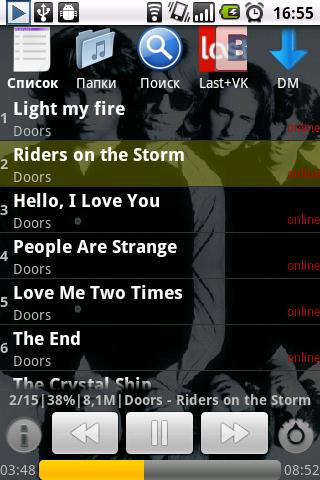 16:55
Список Папки Поиск Last+VK DM
1 Light my fire
Doors online
2 Riders on the Storm
Doors online
3 Hello, I Love You
Doors online
4 People Are Strange
Doors online
5 Love Me Two Times
Doors online
6 The End
Doors online
The Crystal Ship
2/15|38%|8,1M|Doors - Riders on the Storm
03:48 08:52